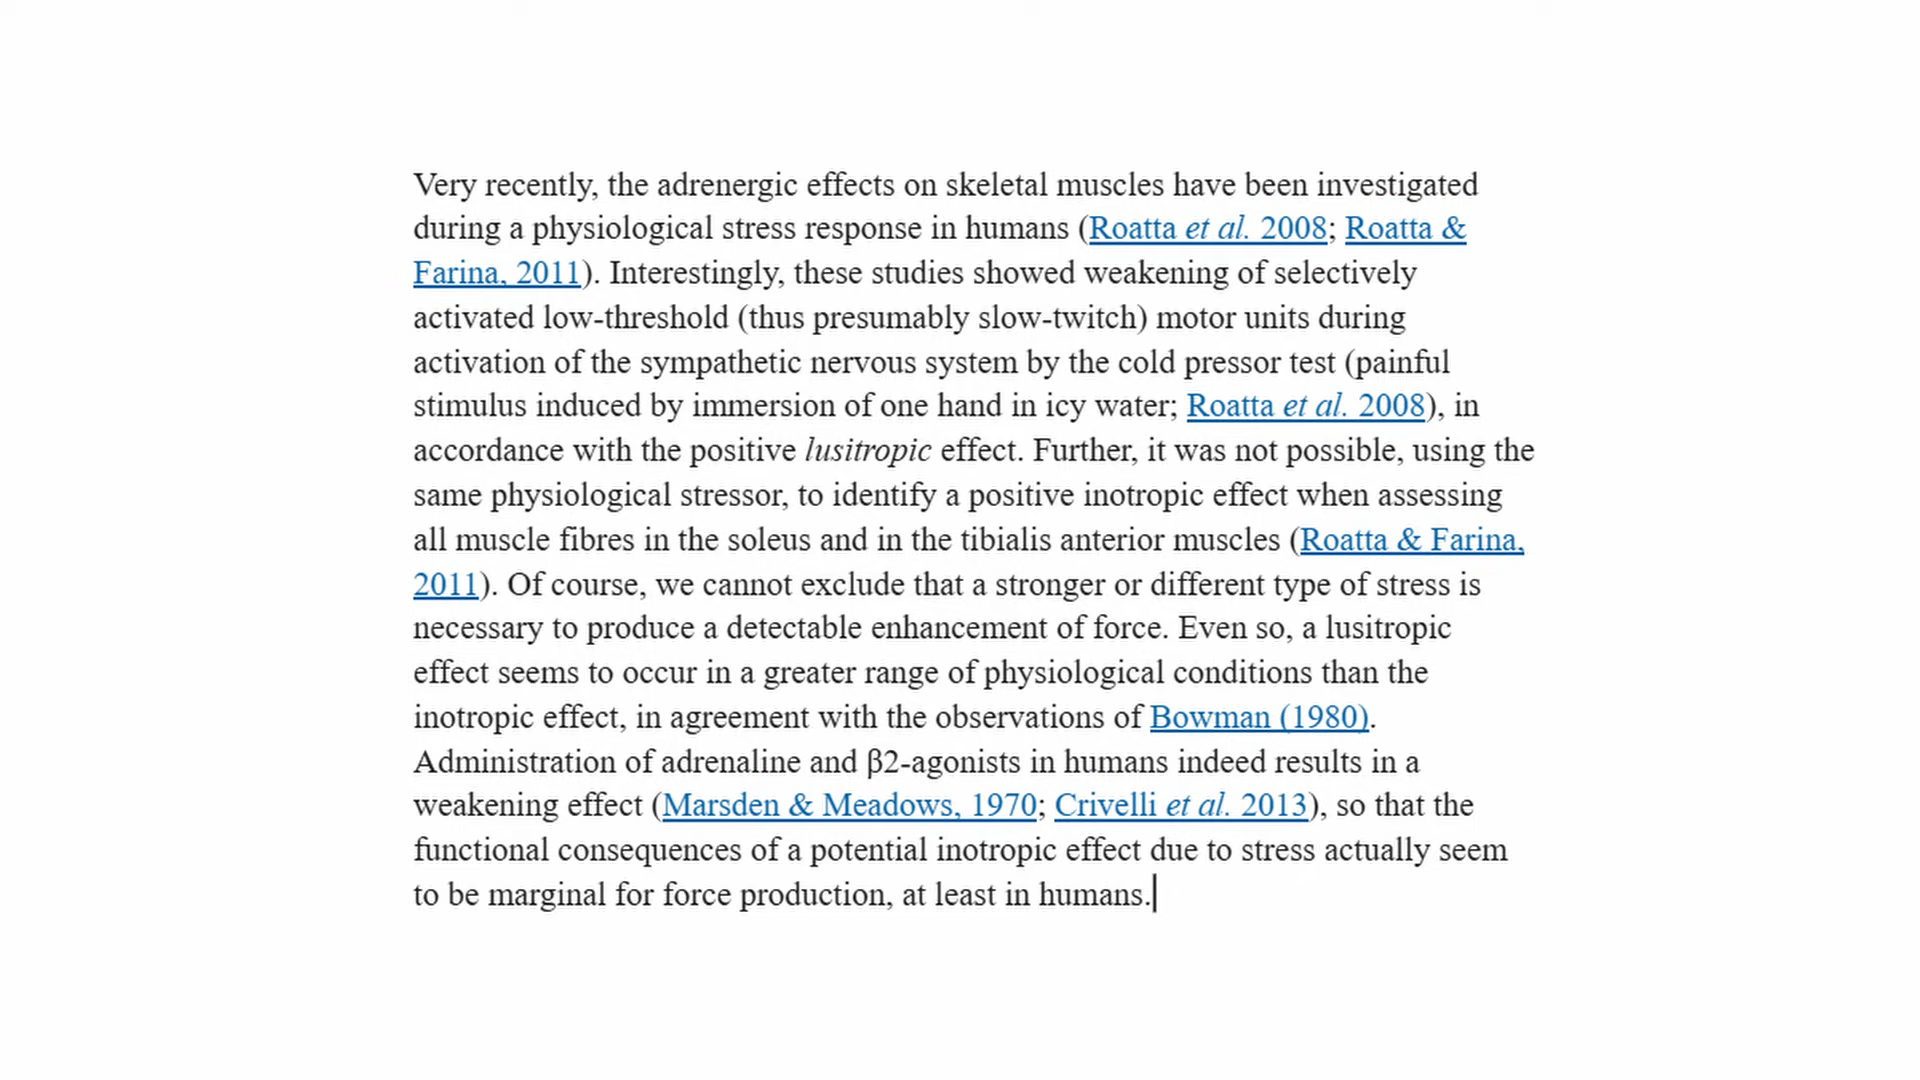 Very recently, the adrenergic effects on skeletal muscles have been investigated
during a physiological stress response in humans (Roatta et al. 2008; Roatta &
Farina, 2011). Interestingly, these studies showed weakening of selectively
activated low-threshold (thus presumably slow-twitch) motor units during
activation of the sympathetic nervous system by the cold pressor test (painful
stimulus induced by immersion of one hand in icy water; Roatta et al. 2008), in
accordance with the positive lusitropic effect. Further, it was not possible, using the
same physiological stressor, to identify a positive inotropic effect when assessing
all muscle fibres in the soleus and in the tibialis anterior muscles (Roatta & Farina,
2011). Of course, we cannot exclude that a stronger or different type of stress is
necessary to produce a detectable enhancement of force. Even so, a lusitropic
effect seems to occur in a greater range of physiological conditions than the
inotropic effect, in agreement with the observations of Bowman (1980).
Administration of adrenaline and β2-agonists in humans indeed results in a
weakening effect (Marsden & Meadows, 1970; Crivelli et al. 2013), so that the
functional consequences of a potential inotropic effect due to stress actually seem
to be marginal for force production, at least in humans.